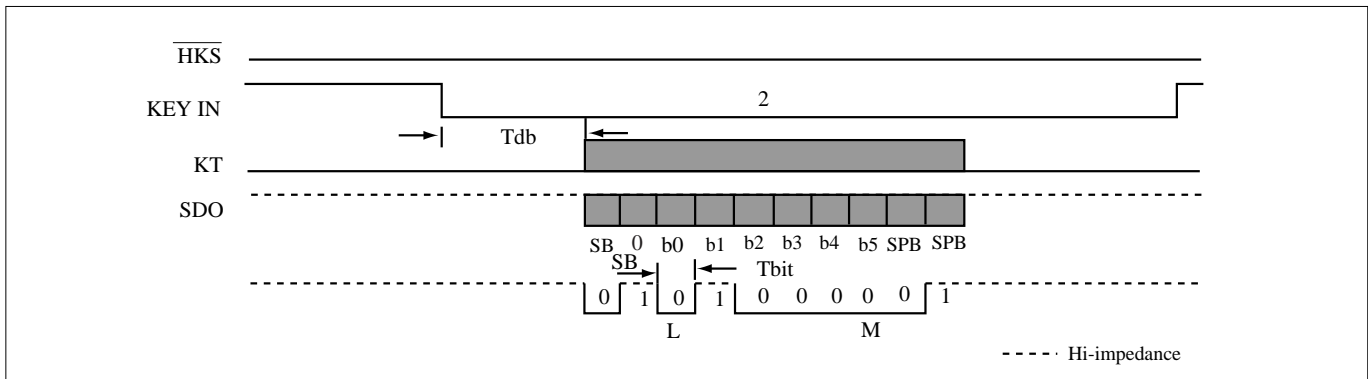 HKS
KEY IN 2
Tdb
KT
SDO
SB 0 b0 b1 b2 b3 b4 b5 SPB SPB
SB Tbit
0 1 0 1 0 0 0 0 0 1
L M
Hi-impedance